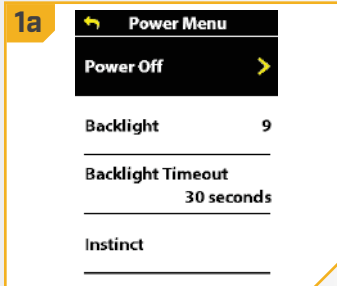 1a
Power Menu
Power Off
Backlight 9
Backlight Timeout
30 seconds
Instinct